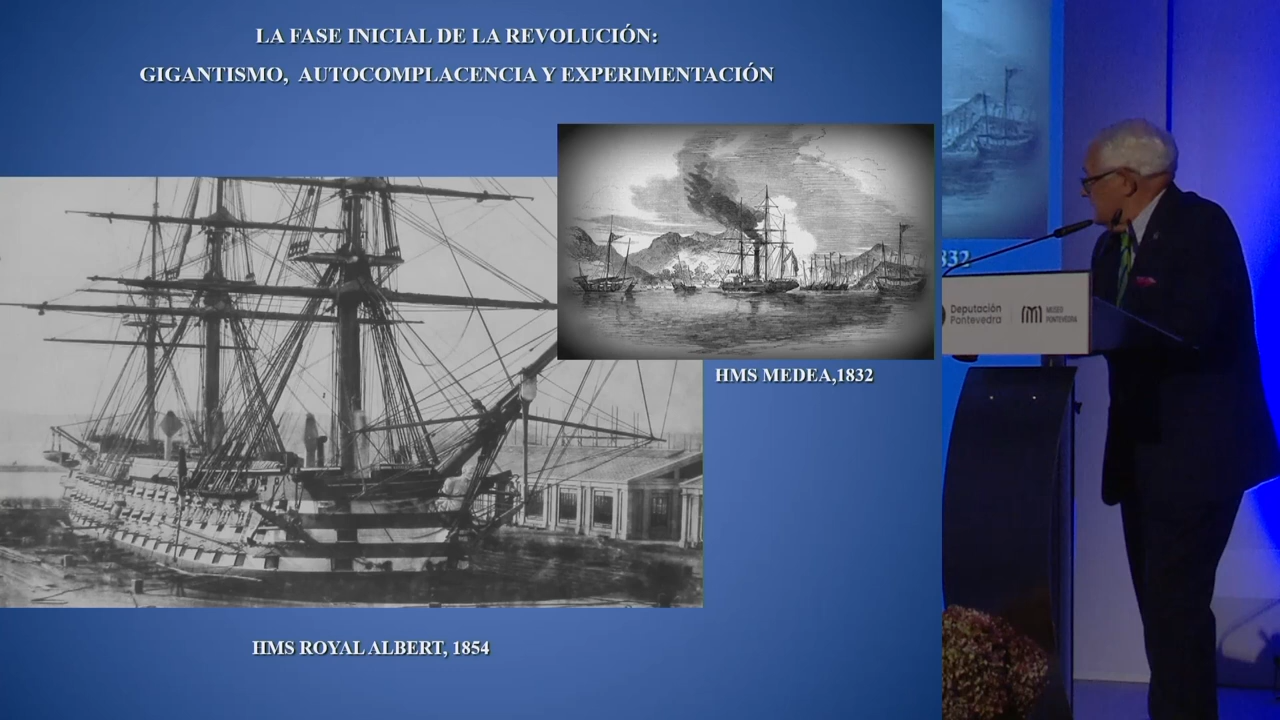 LA FASE INICIAL DE LA REVOLUCIÓN:
GIGANTISMO, AUTOCOMPLACENCIA Y EXPERIMENTACIÓN
HMS MEDEA,1832
HMS ROYAL ALBERT, 1854
832
Deputación
Pontevedra
MUSEO
PONTEVEDRA